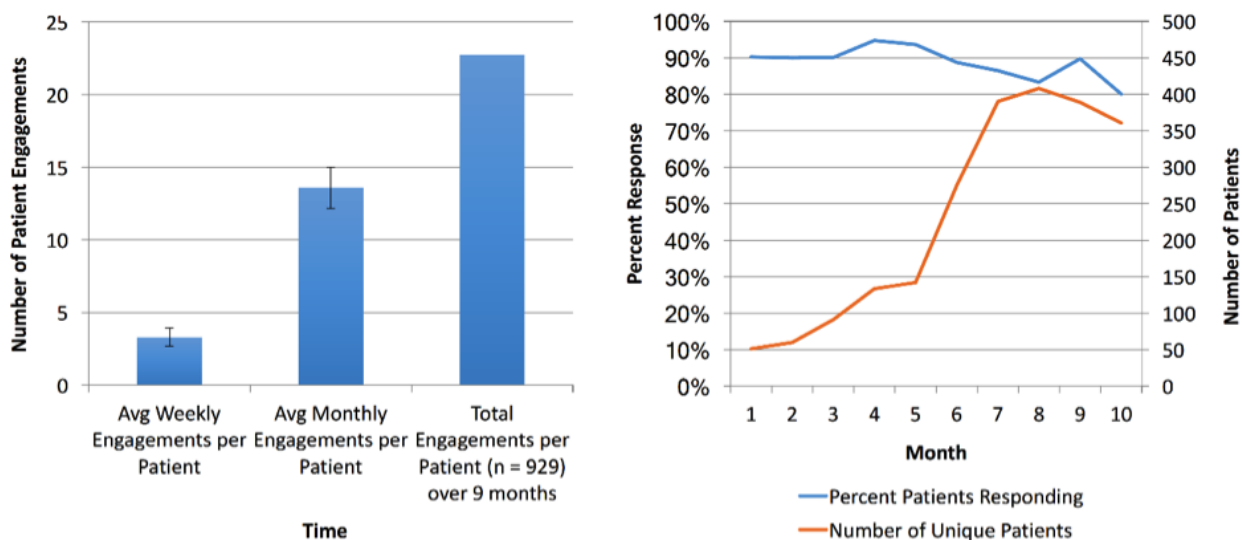 Number of Patient Engagements
25
20
15
10
5
0
Avg Weekly
Engagements per
Patient
Avg Monthly
Engagements per
Patient
Total
Engagements per
Patient (n = 929)
over 9 months
Time
Percent Response
100%
90%
80%
70%
60%
50%
40%
30%
20%
10%
0%
500
450
400
350
300
250
200
150
100
50
0
Number of Patients
1 2 3 4 5 6 7 8 9 10
Month
Percent Patients Responding
Number of Unique Patients